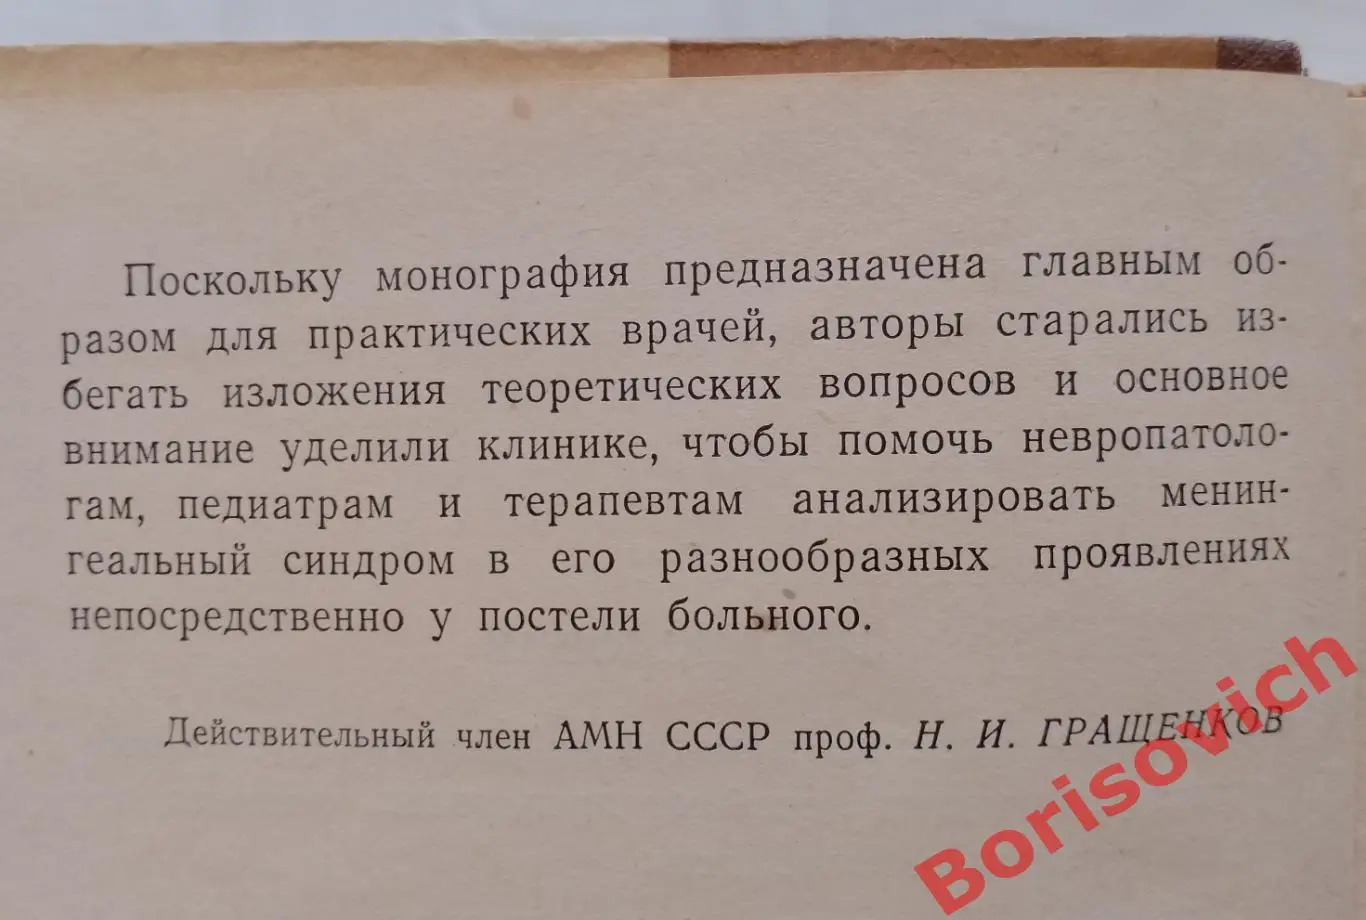 Поскольку монография предназначена главным об-
разом для практических врачей, авторы старались из-
бегать изложения теоретических вопросов и основное
внимание уделили клинике, чтобы помочь невропатоло-
гам, педиатрам и терапевтам анализировать менин-
геальный синдром в его разнообразных проявлениях
непосредственно у постели больного.
Действительный член АМН СССР проф. Н. И. ГРАЩЕНКОВ
Borisovich